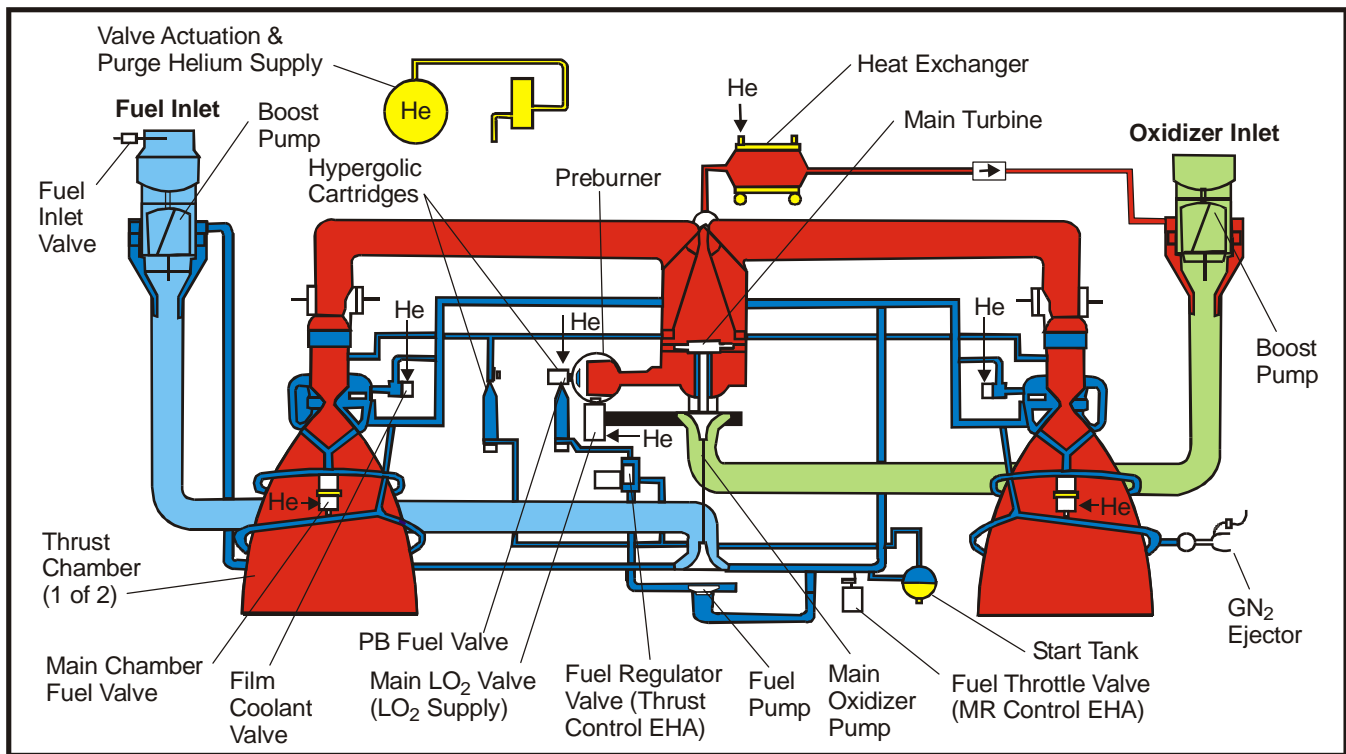 Valve Actuation &
Purge Helium Supply
He
Fuel Inlet
Boost
Pump
Fuel
Inlet
Valve
Hypergolic
Cartridges
Preburner
He
Heat Exchanger
Main Turbine
Oxidizer Inlet
Boost
Pump
He
He
He
He
He
He
Thrust
Chamber
(1 of 2)
Main Chamber
Fuel Valve
Film
Coolant
Valve
PB Fuel Valve
Main LO2 Valve
(LO2 Supply)
Fuel Regulator
Valve (Thrust
Control EHA)
Fuel
Pump
Main
Oxidizer
Pump
Start Tank
Fuel Throttle Valve
(MR Control EHA)
GN2
Ejector